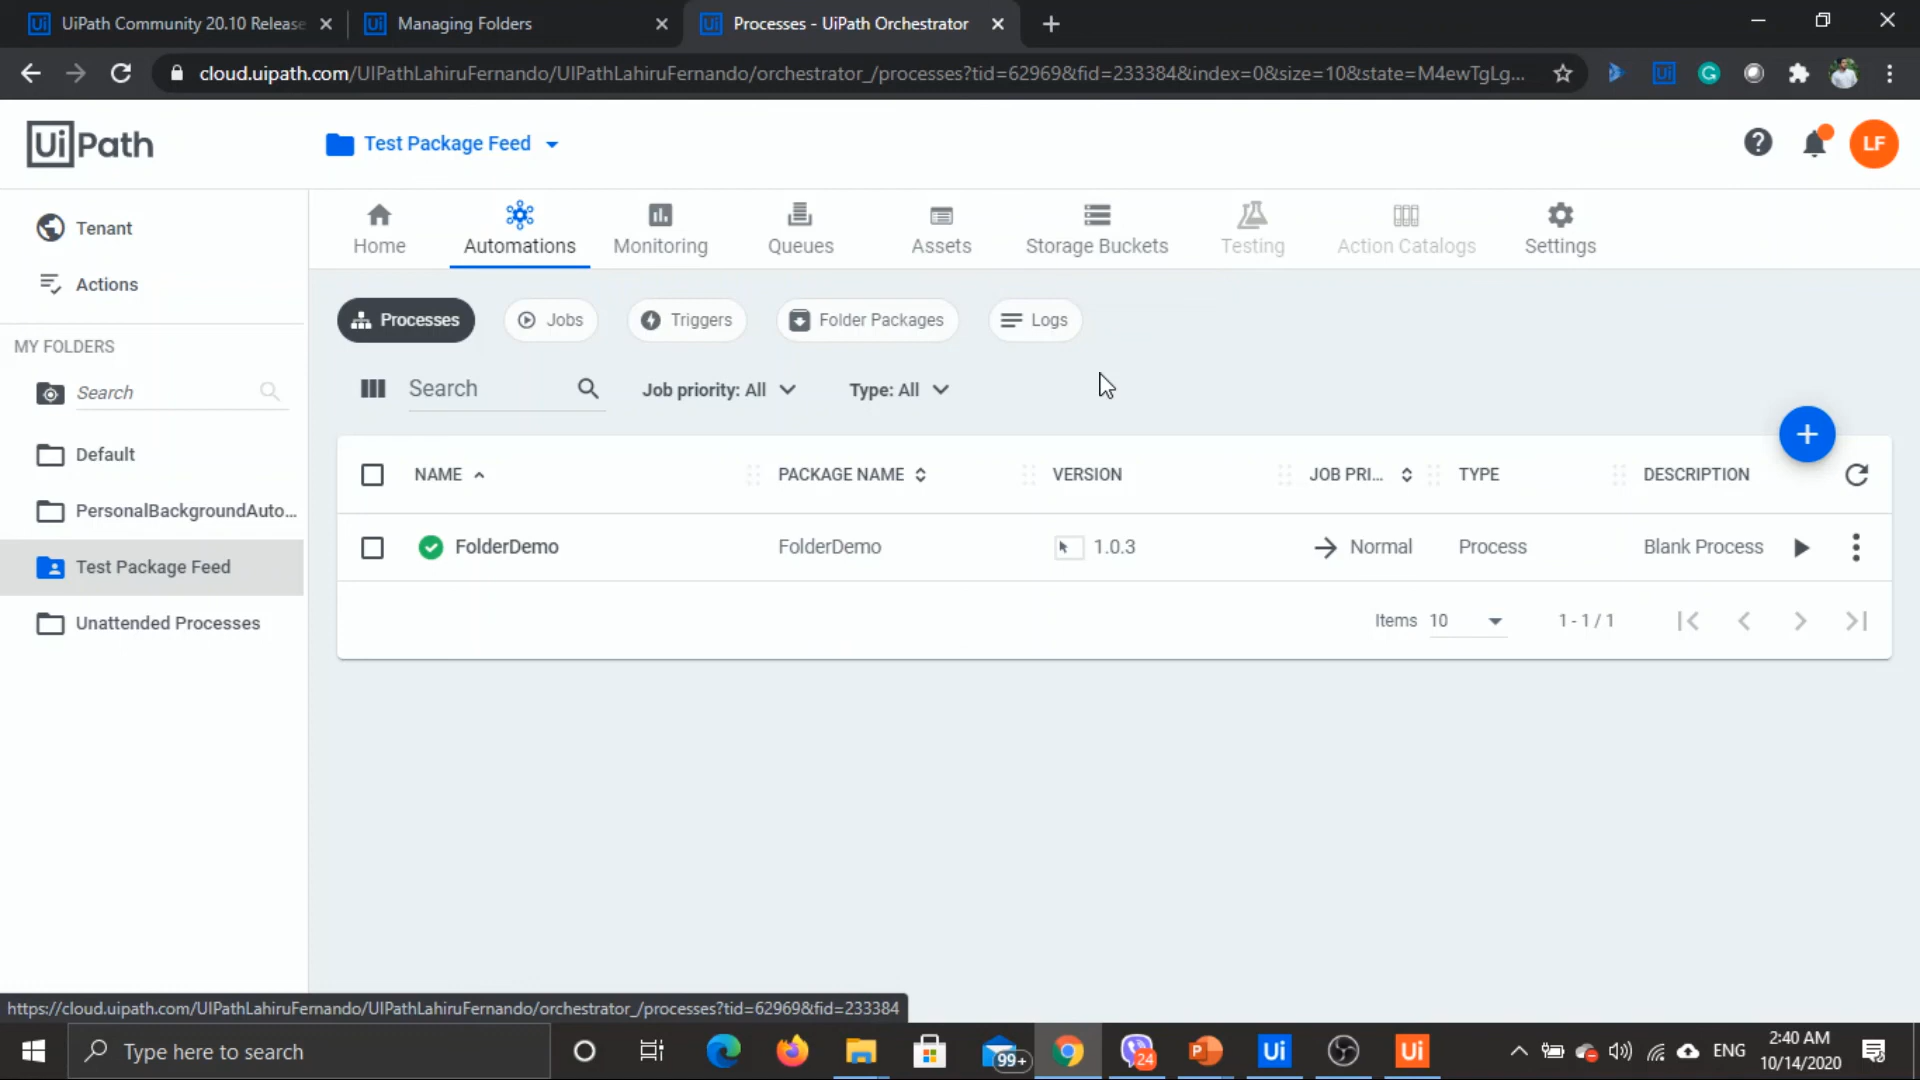 UiPath Community 20.10 Release
Managing Folders
Processes - UiPath Orchestrator
cloud.uipath.com/UIPathLahiruFernando/UIPathLahiruFernando/orchestrator_/processes?tid=62969&fid=233384&index=0&size=10&state=M4ewTgLg...
UiPath
Test Package Feed
LF
Tenant
Actions
MY FOLDERS
Search
Default
PersonalBackgroundAuto...
Test Package Feed
Unattended Processes
Home
Automations
Monitoring
Queues
Assets
Storage Buckets
Testing
Action Catalogs
Settings
Processes
Jobs
Triggers
Folder Packages
Logs
Search
Job priority: All
Type: All
NAME
PACKAGE NAME
VERSION
JOB PRI...
TYPE
DESCRIPTION
FolderDemo
FolderDemo
1.0.3
Normal
Process
Blank Process
Items 10
1 - 1 / 1
https://cloud.uipath.com/UIPathLahiruFernando/UIPathLahiruFernando/orchestrator_/processes?tid=62969&fid=233384
Type here to search
99+
24
Ui
Ui
ENG
2:40 AM
10/14/2020